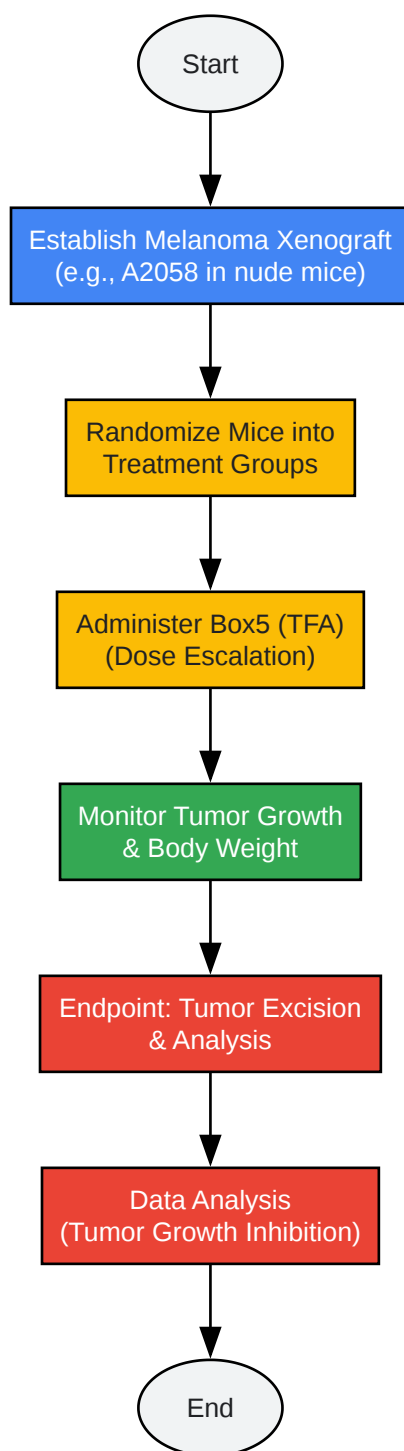 Start
Establish Melanoma Xenograft
(e.g., A2058 in nude mice)
Randomize Mice into
Treatment Groups
Administer Box5 (TFA)
(Dose Escalation)
Monitor Tumor Growth
& Body Weight
Endpoint: Tumor Excision
& Analysis
Data Analysis
(Tumor Growth Inhibition)
End